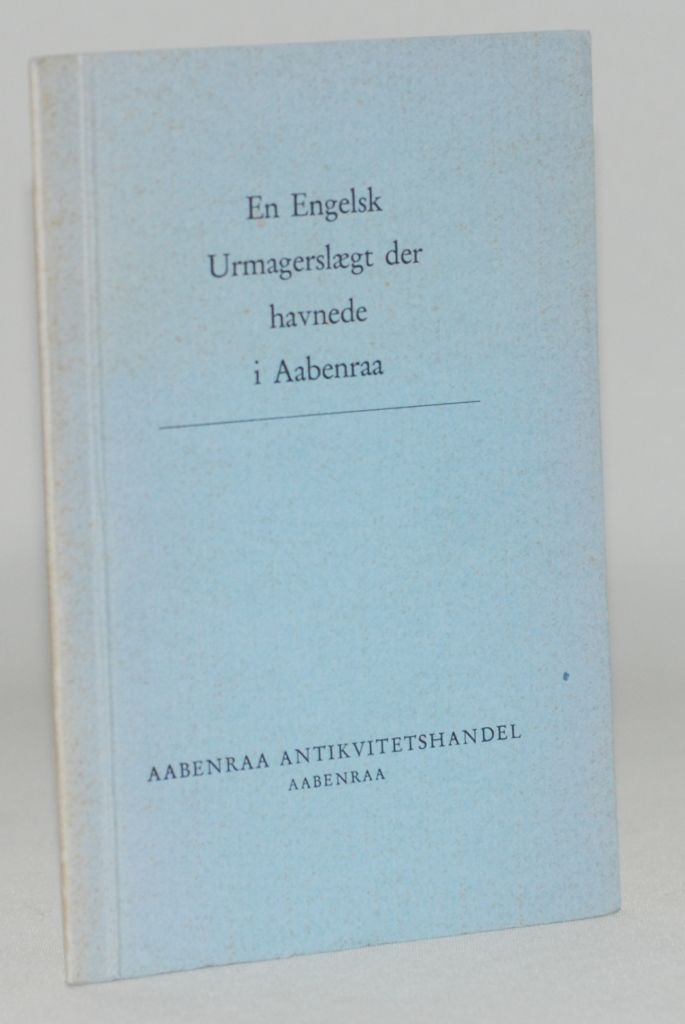 En Engelsk
Urmagerslægt der
havnede
i Aabenraa
AABENRAA ANTIKVITETSHANDEL
AABENRAA